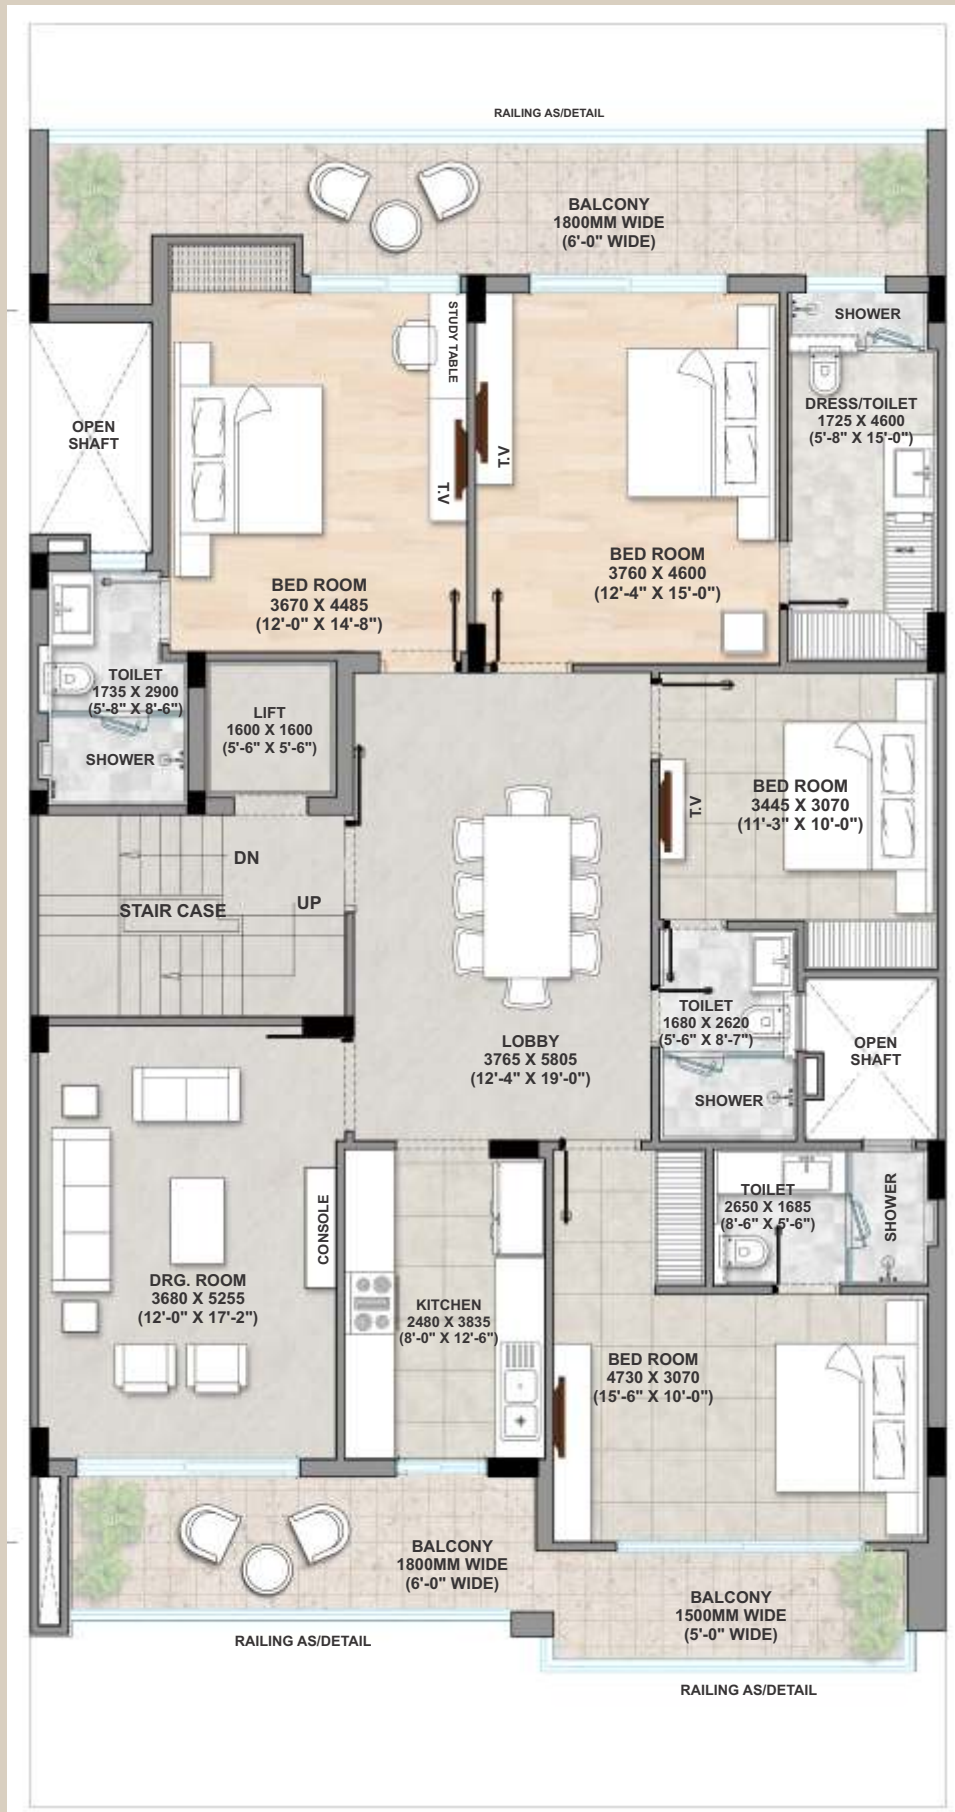 RAILING AS/DETAIL
BALCONY
1800MM WIDE
(6'-0" WIDE)
SHOWER
STUDY TABLE
OPEN
SHAFT
DRESS/TOILET
1725 X 4600
(5'-8" X 15'-0")
T.V
T.V
BED ROOM
3670 X 4485
(12'-0" X 14'-8")
BED ROOM
3760 X 4600
(12'-4" X 15'-0")
TOILET
1735 X 2900
(5'-8" X 8'-6")
SHOWER
LIFT
1600 X 1600
(5'-6" X 5'-6")
BED ROOM
3445 X 3070
(11'-3" X 10'-0")
T.V
DN
UP
STAIR CASE
LOBBY
3765 X 5805
(12'-4" X 19'-0")
TOILET
1680 X 2620
(5'-6" X 8'-7")
SHOWER
OPEN
SHAFT
TOILET
2650 X 1685
(8'-6" X 5'-6")
SHOWER
CONSOLE
DRG. ROOM
3680 X 5255
(12'-0" X 17'-2")
KITCHEN
2480 X 3835
(8'-0" X 12'-6")
BED ROOM
4730 X 3070
(15'-6" X 10'-0")
BALCONY
1800MM WIDE
(6'-0" WIDE)
BALCONY
1500MM WIDE
(5'-0" WIDE)
RAILING AS/DETAIL
RAILING AS/DETAIL